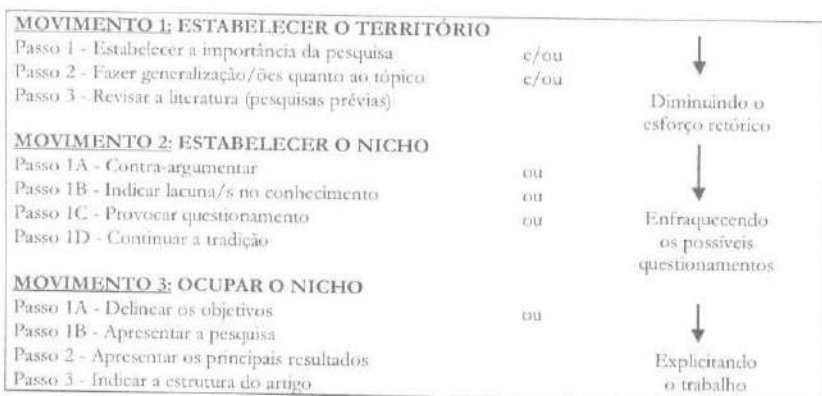 MOVIMENTO 1: ESTABELECER O TERRITÓRIO
Passo 1 - Estabelecer a importância da pesquisa e/ou
Passo 2 - Fazer generalização/ões quanto ao tópico e/ou
Passo 3 - Revisar a literatura (pesquisas prévias)
Diminuindo o
esforço retórico
MOVIMENTO 2: ESTABELECER O NICHO
Passo 1A - Contra-argumentar ou
Passo 1B - Indicar lacuna/s no conhecimento ou
Passo 1C - Provocar questionamento ou
Passo 1D - Continuar a tradição
Enfraquecendo
os possíveis
questionamentos
MOVIMENTO 3: OCUPAR O NICHO
Passo 1A - Delinear os objetivos ou
Passo 1B - Apresentar a pesquisa
Passo 2 - Apresentar os principais resultados
Passo 3 - Indicar a estrutura do artigo
Explicitando
o trabalho